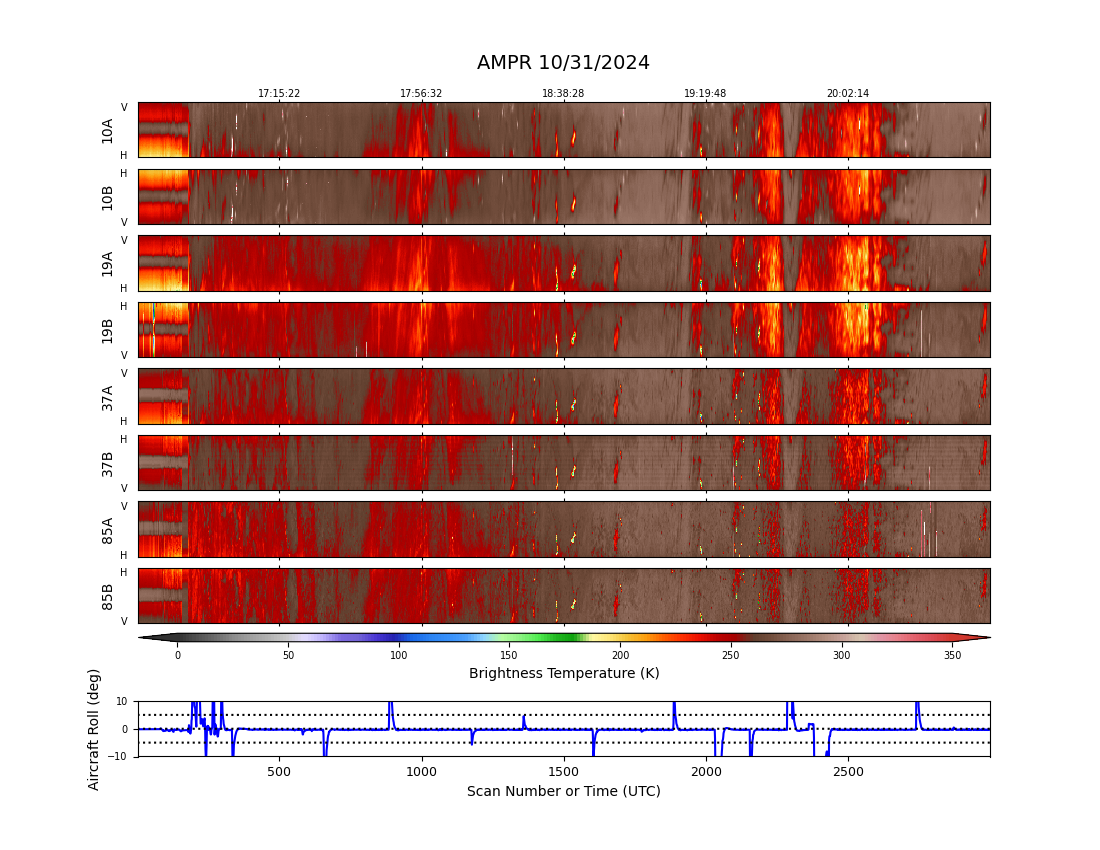 AMPR 10/31/2024
17:15:22 17:56:32 18:38:28 19:19:48 20:02:14
V
10A
H
H
10B
V
V
19A
H
H
19B
V
V
37A
H
H
37B
V
V
85A
H
H
85B
V
0 50 100 150 200 250 300 350
Brightness Temperature (K)
Aircraft Roll (deg)
10
0
−10
500 1000 1500 2000 2500
Scan Number or Time (UTC)